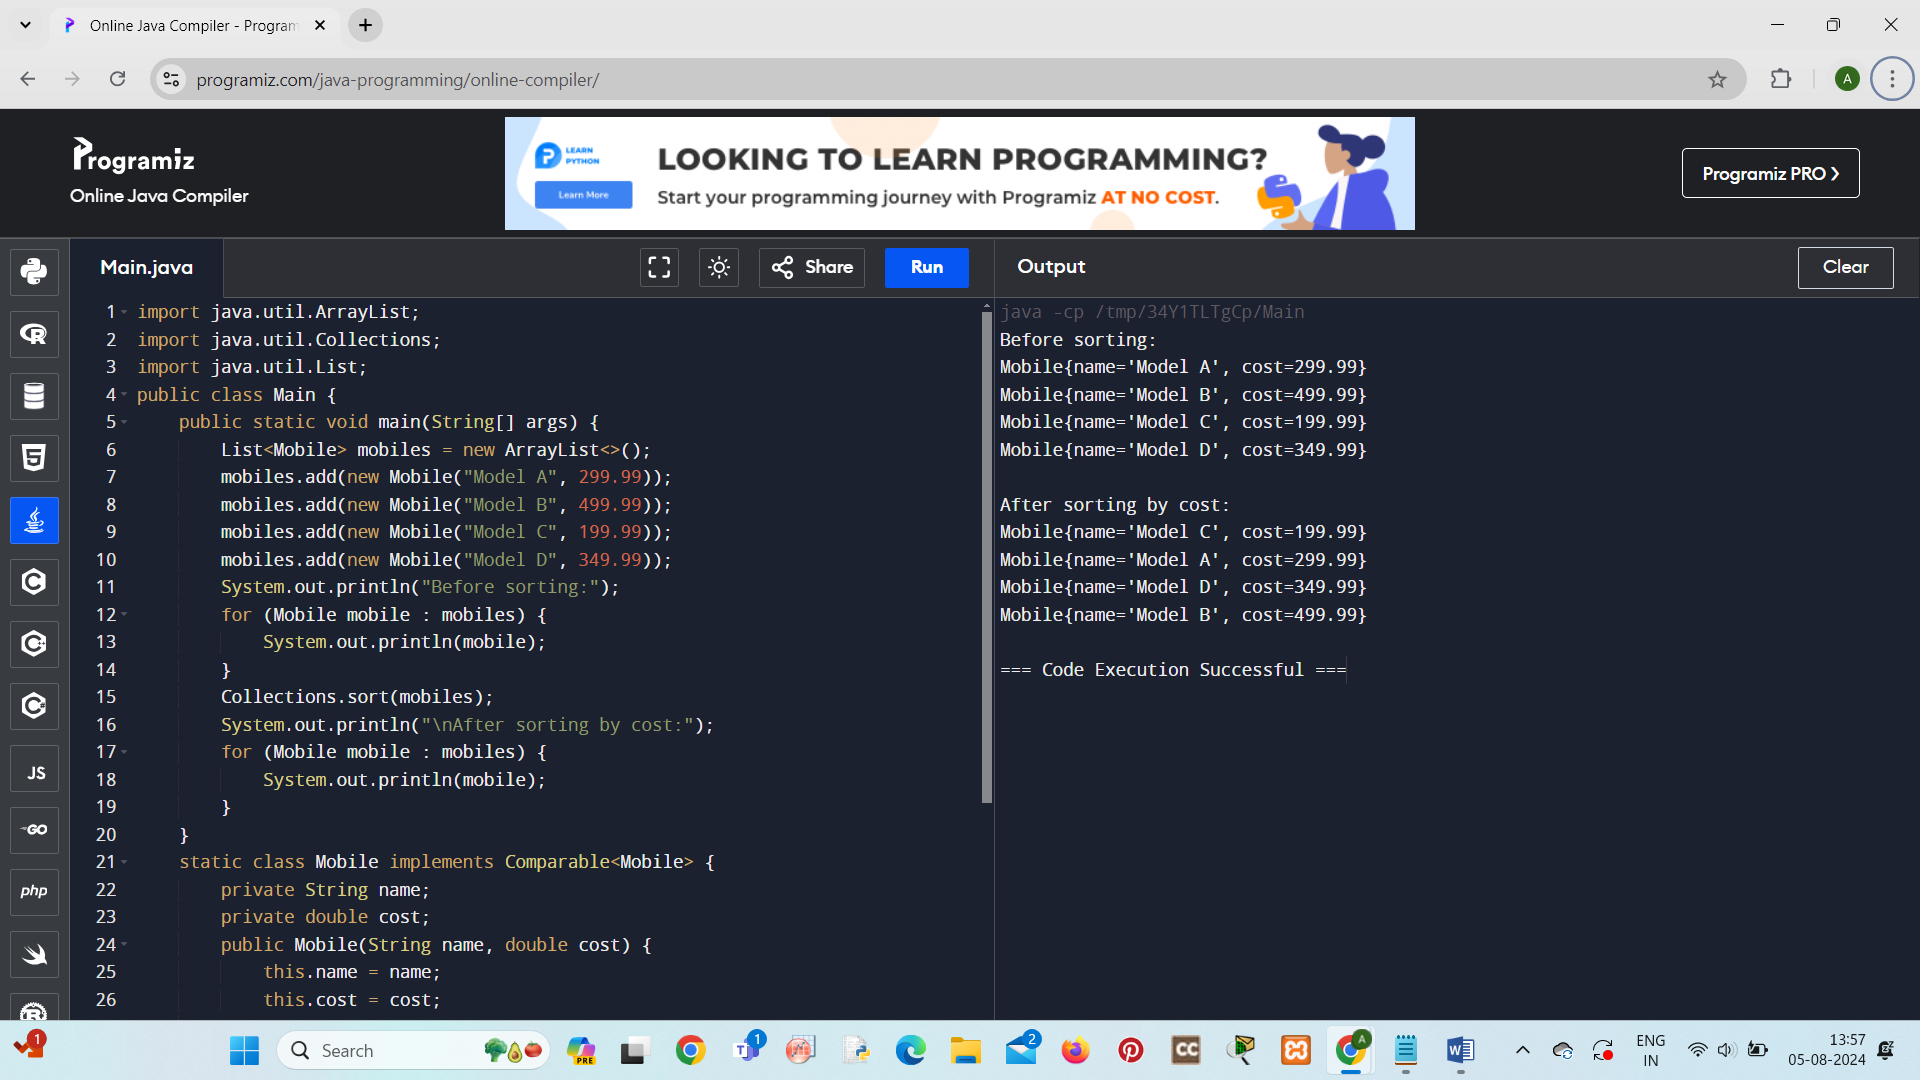 Online Java Compiler - Program
programiz.com/java-programming/online-compiler/
A
Programiz
Online Java Compiler
LEARN
PYTHON
Learn More
LOOKING TO LEARN PROGRAMMING?
Start your programming journey with Programiz AT NO COST.
Programiz PRO
Main.java
Share
Run
Output
Clear
1 import java.util.ArrayList;
2 import java.util.Collections;
3 import java.util.List;
4 public class Main {
5     public static void main(String[] args) {
6         List<Mobile> mobiles = new ArrayList<>();
7         mobiles.add(new Mobile("Model A", 299.99));
8         mobiles.add(new Mobile("Model B", 499.99));
9         mobiles.add(new Mobile("Model C", 199.99));
10         mobiles.add(new Mobile("Model D", 349.99));
11         System.out.println("Before sorting:");
12         for (Mobile mobile : mobiles) {
13             System.out.println(mobile);
14         }
15         Collections.sort(mobiles);
16         System.out.println("\nAfter sorting by cost:");
17         for (Mobile mobile : mobiles) {
18             System.out.println(mobile);
19         }
20     }
21     static class Mobile implements Comparable<Mobile> {
22         private String name;
23         private double cost;
24         public Mobile(String name, double cost) {
25             this.name = name;
26             this.cost = cost;
java -cp /tmp/34Y1TLTgCp/Main
Before sorting:
Mobile{name='Model A', cost=299.99}
Mobile{name='Model B', cost=499.99}
Mobile{name='Model C', cost=199.99}
Mobile{name='Model D', cost=349.99}
After sorting by cost:
Mobile{name='Model C', cost=199.99}
Mobile{name='Model A', cost=299.99}
Mobile{name='Model D', cost=349.99}
Mobile{name='Model B', cost=499.99}
=== Code Execution Successful ===
R
5
C
C
C
JS
GO
php
R
1
Search
PRE
T
1
2
CC
A
W
ENG
IN
13:57
05-08-2024